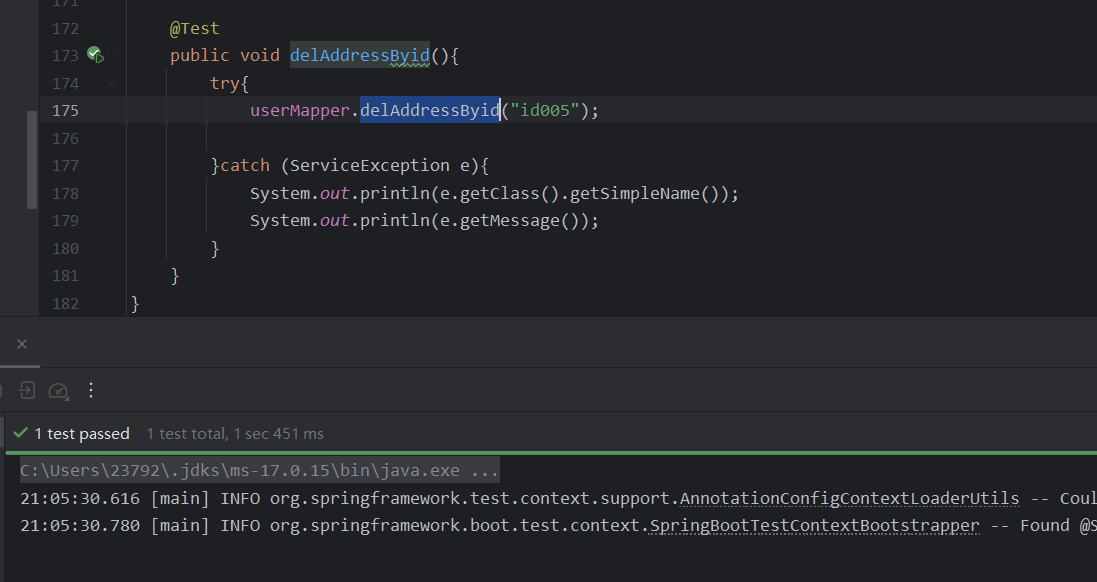 171
172 @Test
173 public void delAddressByid(){
174 try{
175 userMapper.delAddressByid("id005");
176
177 }catch (ServiceException e){
178 System.out.println(e.getClass().getSimpleName());
179 System.out.println(e.getMessage());
180 }
181 }
182 }
1 test passed 1 test total, 1 sec 451 ms
C:\Users\23792\.jdks\ms-17.0.15\bin\java.exe ...
21:05:30.616 [main] INFO org.springframework.test.context.support.AnnotationConfigContextLoaderUtils -- Coul
21:05:30.780 [main] INFO org.springframework.boot.test.context.SpringBootTestContextBootstrapper -- Found @S